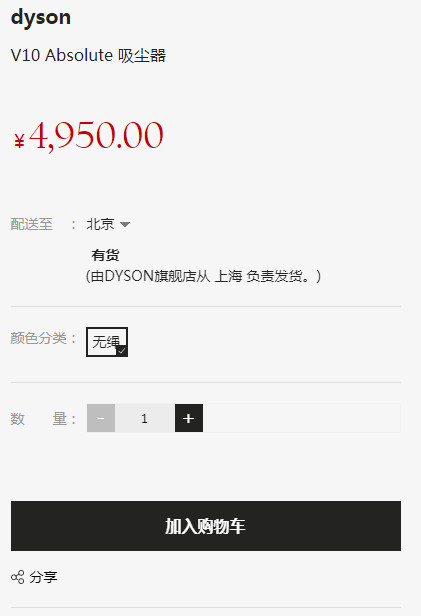 dyson
V10 Absolute 吸尘器
¥4,950.00
配送至 ： 北京
有货
(由DYSON旗舰店从 上海 负责发货。)
颜色分类： 无绳
数 量： - 1 +
加入购物车
分享